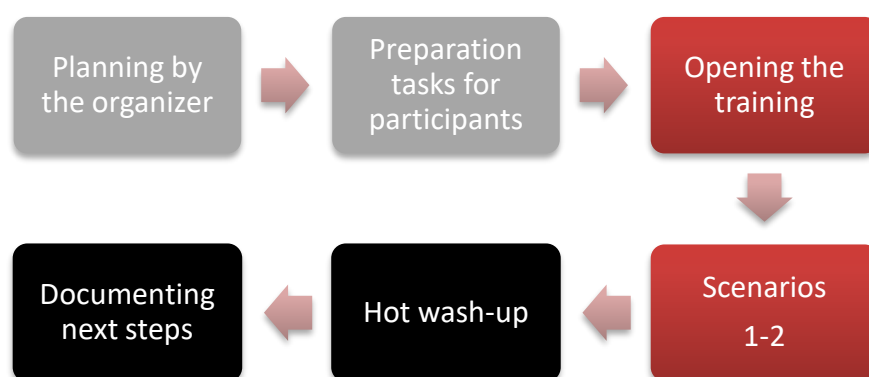 Planning by
the organizer
Preparation
tasks for
participants
Opening the
training
Scenarios
1-2
Hot wash-up
Documenting
next steps